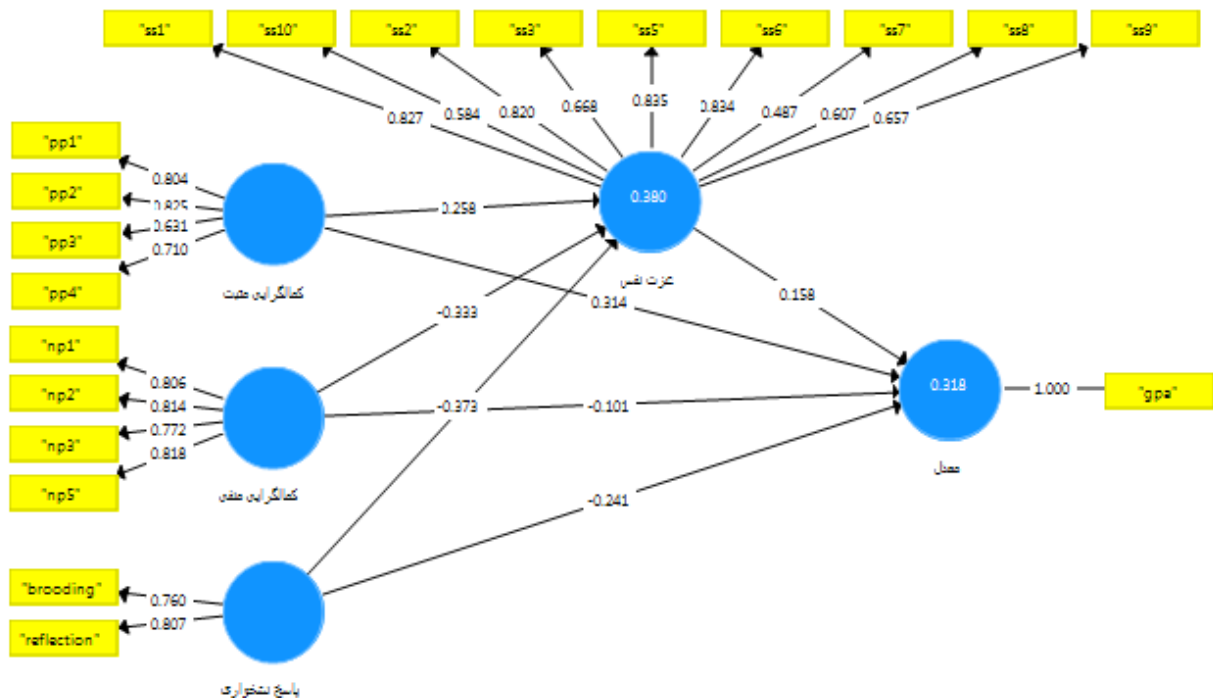 "ss1" "ss10" "ss2" "ss3" "ss5" "ss6" "ss7" "ss8" "ss9"
0.827 0.584 0.820 0.668 0.835 0.834 0.487 0.607 0.657
"pp1"
0.804
"pp2"
0.825
"pp3"
0.631
"pp4"
0.710
کمالگرایی مثبت
0.258
0.380
عزت نفس
0.314
0.158
-0.333
"np1"
0.806
"np2"
0.814
"np3"
0.772
"np5"
0.818
کمالگرایی منفی
-0.373
-0.101
0.318
1.000
"gpa"
معدل
-0.241
"brooding"
0.760
"reflection"
0.807
پاسخ نشخواری